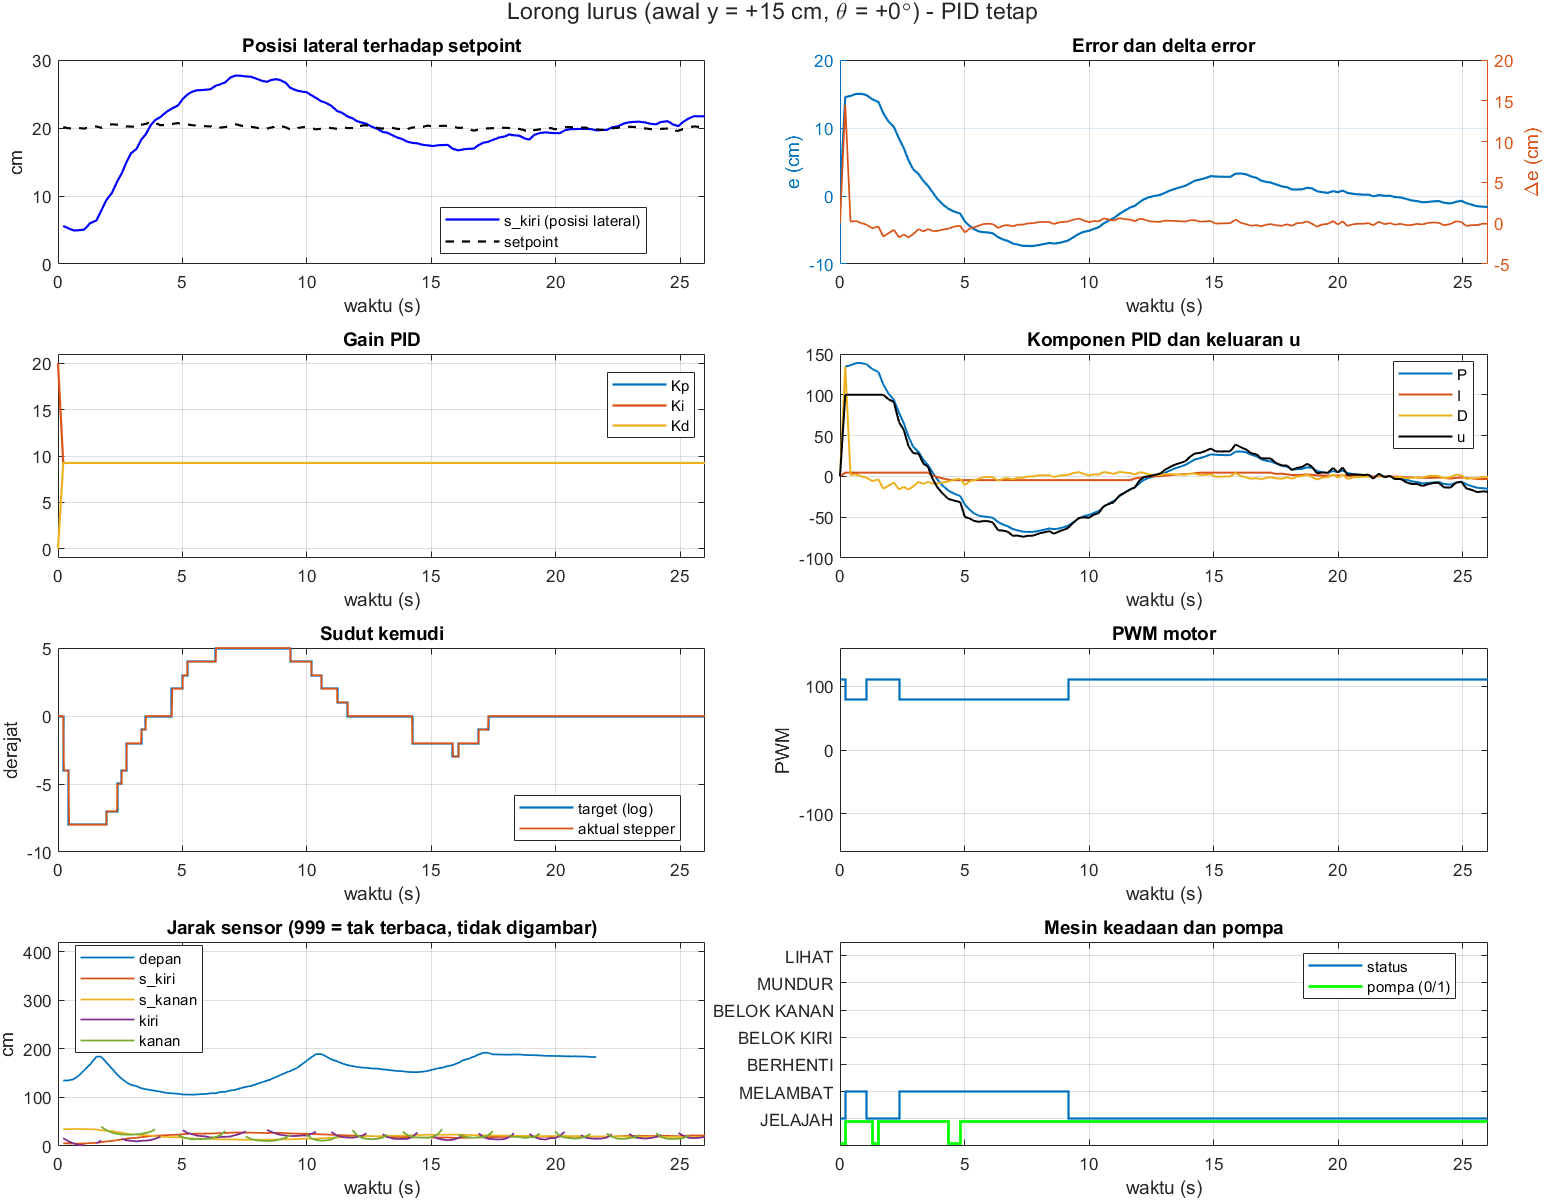 Lorong lurus (awal y = +15 cm, θ = +0°) - PID tetap
Posisi lateral terhadap setpoint
30
20
10
0
cm
0 5 10 15 20 25
waktu (s)
s_kiri (posisi lateral)
setpoint
Error dan delta error
20
10
0
-10
e (cm)
20
15
10
5
0
-5
Δe (cm)
0 5 10 15 20 25
waktu (s)
Gain PID
20
15
10
5
0
0 5 10 15 20 25
waktu (s)
Kp
Ki
Kd
Komponen PID dan keluaran u
150
100
50
0
-50
-100
0 5 10 15 20 25
waktu (s)
P
I
D
u
Sudut kemudi
5
0
-5
-10
derajat
0 5 10 15 20 25
waktu (s)
target (log)
aktual stepper
PWM motor
100
0
-100
PWM
0 5 10 15 20 25
waktu (s)
Jarak sensor (999 = tak terbaca, tidak digambar)
400
300
200
100
0
cm
0 5 10 15 20 25
waktu (s)
depan
s_kiri
s_kanan
kiri
kanan
Mesin keadaan dan pompa
LIHAT
MUNDUR
BELOK KANAN
BELOK KIRI
BERHENTI
MELAMBAT
JELAJAH
0 5 10 15 20 25
waktu (s)
status
pompa (0/1)